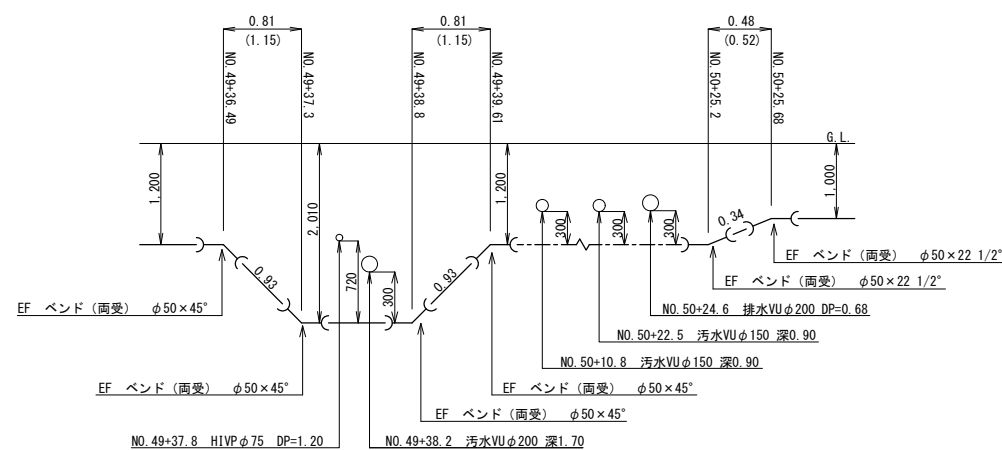 0.81
(1.15)
0.81
(1.15)
0.48
(0.52)
NO.49+36.49
NO.49+37.3
NO.49+38.8
NO.49+39.61
NO.50+25.2
NO.50+25.68
G.L.
1,200
2,010
1,200
1,000
300
300
300
0.34
0.93
720
300
0.93
EF ベンド（両受） φ50×22 1/2°
EF ベンド（両受） φ50×22 1/2°
EF ベンド（両受） φ50×45°
NO.50+24.6 排水VUφ200 DP=0.68
NO.50+22.5 汚水VUφ150 深0.90
NO.50+10.8 汚水VUφ150 深0.90
EF ベンド（両受） φ50×45°
EF ベンド（両受） φ50×45°
EF ベンド（両受） φ50×45°
NO.49+37.8 HIVPφ75 DP=1.20
NO.49+38.2 汚水VUφ200 深1.70